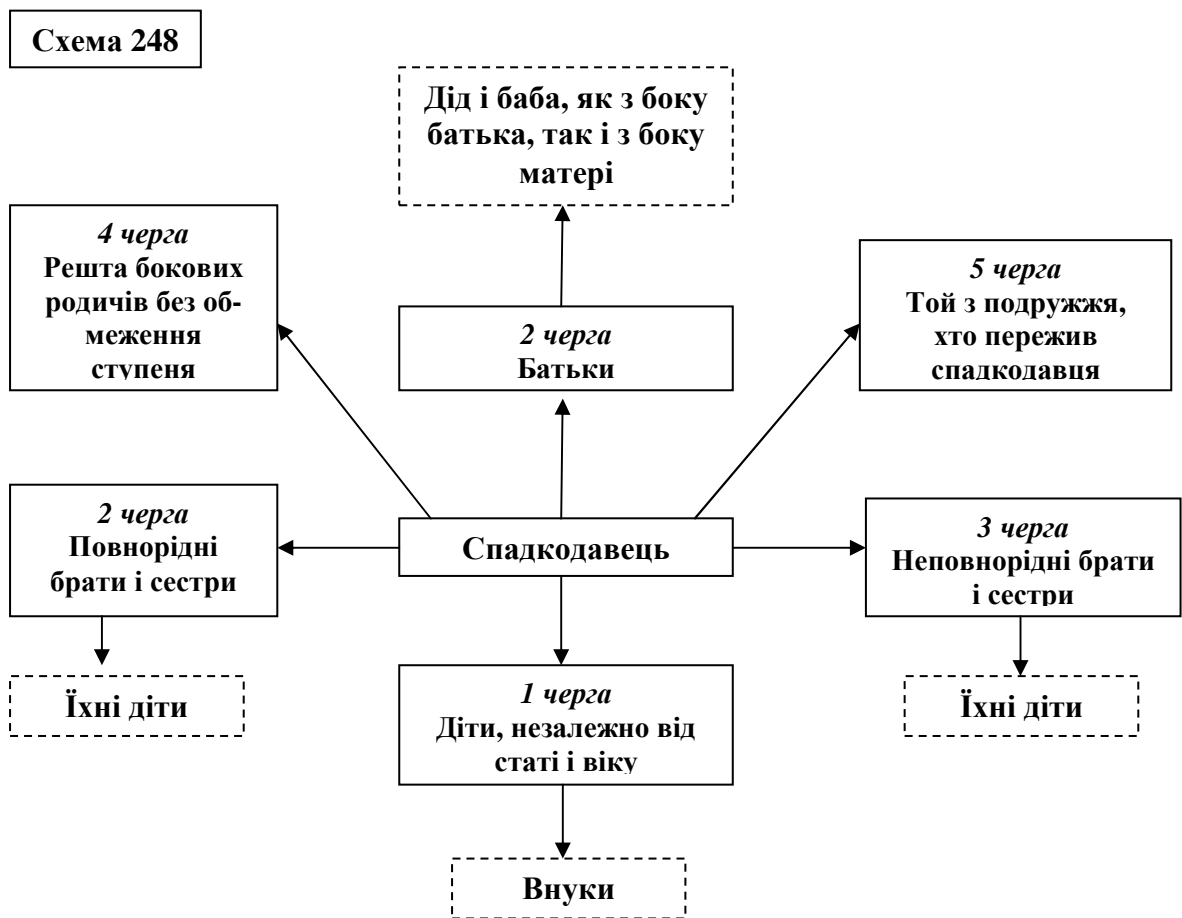 Схема 248
Дід і баба, як з боку
батька, так і з боку
матері
4 черга
Решта бокових
родичів без об-
меження
ступеня
2 черга
Батьки
5 черга
Той з подружжя,
хто пережив
спадкодавця
2 черга
Повнорідні
брати і сестри
Спадкодавець
3 черга
Неповнорідні брати
і сестри
Їхні діти
1 черга
Діти, незалежно від
статі і віку
Їхні діти
Внуки